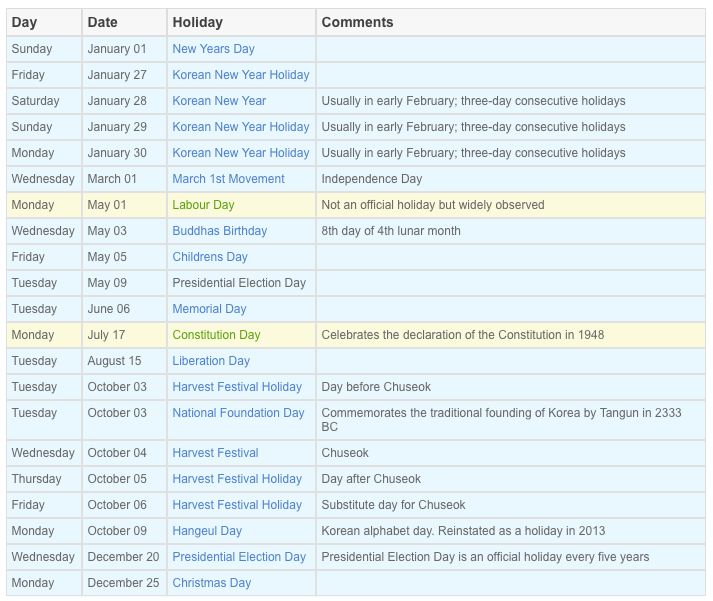 Day Date Holiday Comments
Sunday January 01 New Years Day
Friday January 27 Korean New Year Holiday
Saturday January 28 Korean New Year Usually in early February; three-day consecutive holidays
Sunday January 29 Korean New Year Holiday Usually in early February; three-day consecutive holidays
Monday January 30 Korean New Year Holiday Usually in early February; three-day consecutive holidays
Wednesday March 01 March 1st Movement Independence Day
Monday May 01 Labour Day Not an official holiday but widely observed
Wednesday May 03 Buddhas Birthday 8th day of 4th lunar month
Friday May 05 Childrens Day
Tuesday May 09 Presidential Election Day
Tuesday June 06 Memorial Day
Monday July 17 Constitution Day Celebrates the declaration of the Constitution in 1948
Tuesday August 15 Liberation Day
Tuesday October 03 Harvest Festival Holiday Day before Chuseok
Tuesday October 03 National Foundation Day Commemorates the traditional founding of Korea by Tangun in 2333
BC
Wednesday October 04 Harvest Festival Chuseok
Thursday October 05 Harvest Festival Holiday Day after Chuseok
Friday October 06 Harvest Festival Holiday Substitute day for Chuseok
Monday October 09 Hangeul Day Korean alphabet day. Reinstated as a holiday in 2013
Wednesday December 20 Presidential Election Day Presidential Election Day is an official holiday every five years
Monday December 25 Christmas Day